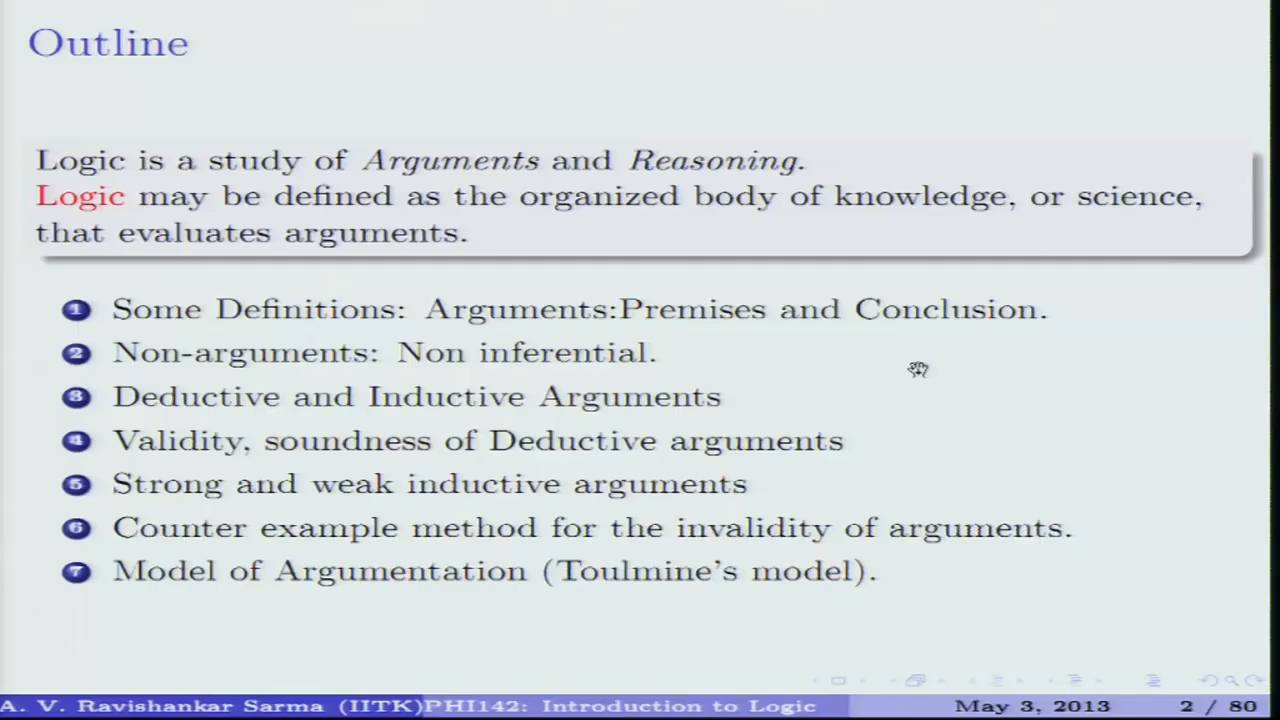 Outline
Logic is a study of Arguments and Reasoning.
Logic may be defined as the organized body of knowledge, or science,
that evaluates arguments.
1 Some Definitions: Arguments:Premises and Conclusion.
2 Non-arguments: Non inferential.
3 Deductive and Inductive Arguments
4 Validity, soundness of Deductive arguments
5 Strong and weak inductive arguments
6 Counter example method for the invalidity of arguments.
7 Model of Argumentation (Toulmine's model).
A. V. Ravishankar Sarma (IITK) PHI142: Introduction to Logic May 3, 2013 2 / 80